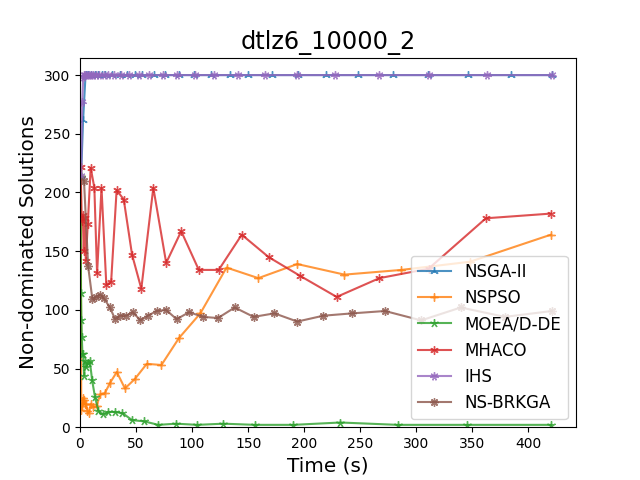 dtlz6_10000_2
Non-dominated Solutions
300
250
200
150
100
50
0
0 50 100 150 200 250 300 350 400
Time (s)
NSGA-II
NSPSO
MOEA/D-DE
MHACO
IHS
NS-BRKGA